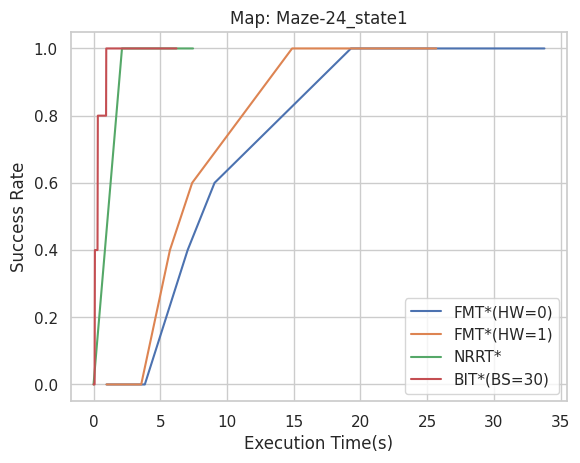 Map: Maze-24_state1
Success Rate
1.0
0.8
0.6
0.4
0.2
0.0
FMT*(HW=0)
FMT*(HW=1)
NRRT*
BIT*(BS=30)
0 5 10 15 20 25 30 35
Execution Time(s)